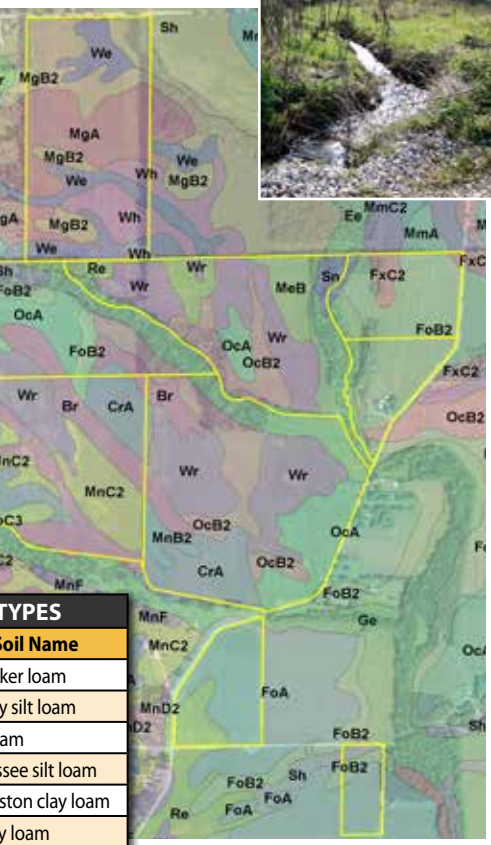 Sh
We
MgB2
MgA
MgB2
We
We
Wh
MgB2
MgB2
Wh
We
Wh
MmC2
Ee
MmA
Re
Wr
Wr
MeB
Sn
FxC2
FoB2
OcA
FoB2
FoB2
OcA
OcB2
Wr
FxC2
OcB2
Wr
Br
CrA
Br
MnC2
Wr
Wr
OcB2
MnB2
OcA
CrA
OcB2
MnF
FoB2
Ge
MnF
MnC2
FoA
MnD2
FoB2
FoB2
Sh
FoB2
FoA
FoA
Re
Sh
TYPES
Soil Name
ker loam
y silt loam
am
ssee silt loam
ston clay loam
y loam